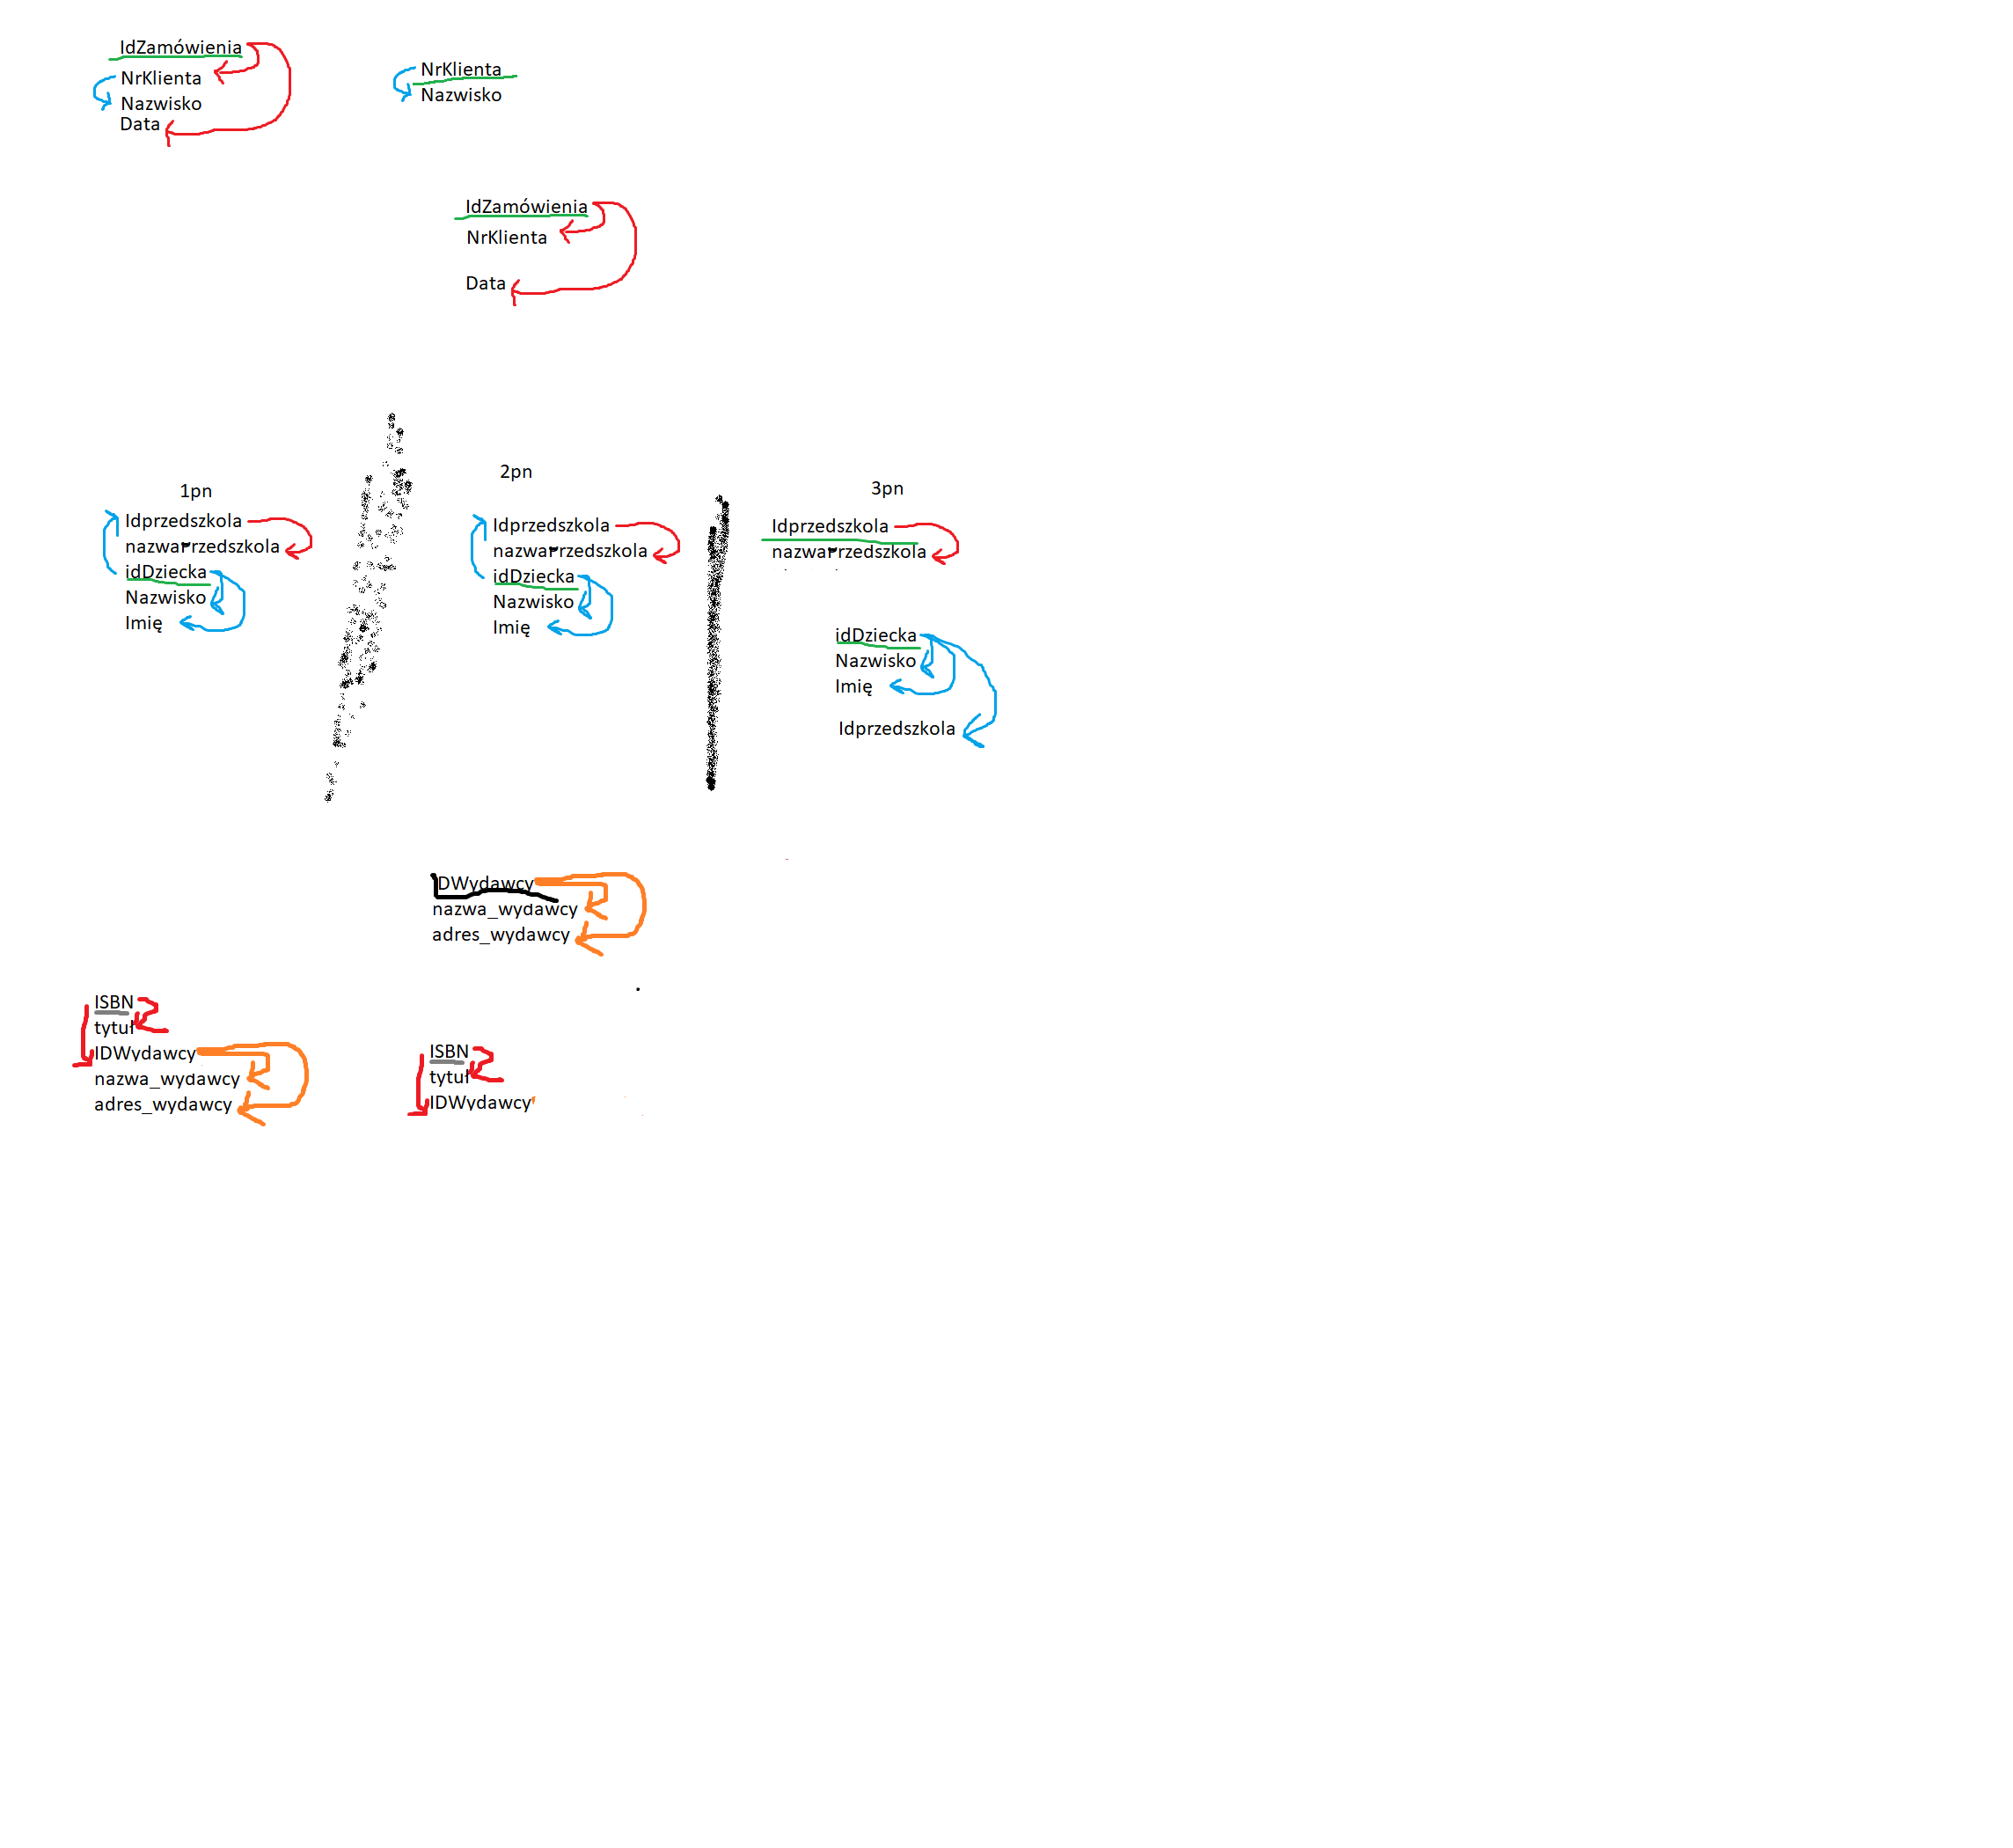 IdZamówienia
NrKlienta
Nazwisko
Data
NrKlienta
Nazwisko
IdZamówienia
NrKlienta
Data
1pn
Idprzedszkola
nazwaPrzedszkola
idDziecka
Nazwisko
Imię
2pn
Idprzedszkola
nazwaPrzedszkola
idDziecka
Nazwisko
Imię
3pn
Idprzedszkola
nazwaPrzedszkola
idDziecka
Nazwisko
Imię
Idprzedszkola
IDWydawcy
nazwa_wydawcy
adres_wydawcy
ISBN
tytuł
IDWydawcy
nazwa_wydawcy
adres_wydawcy
ISBN
tytuł
IDWydawcy